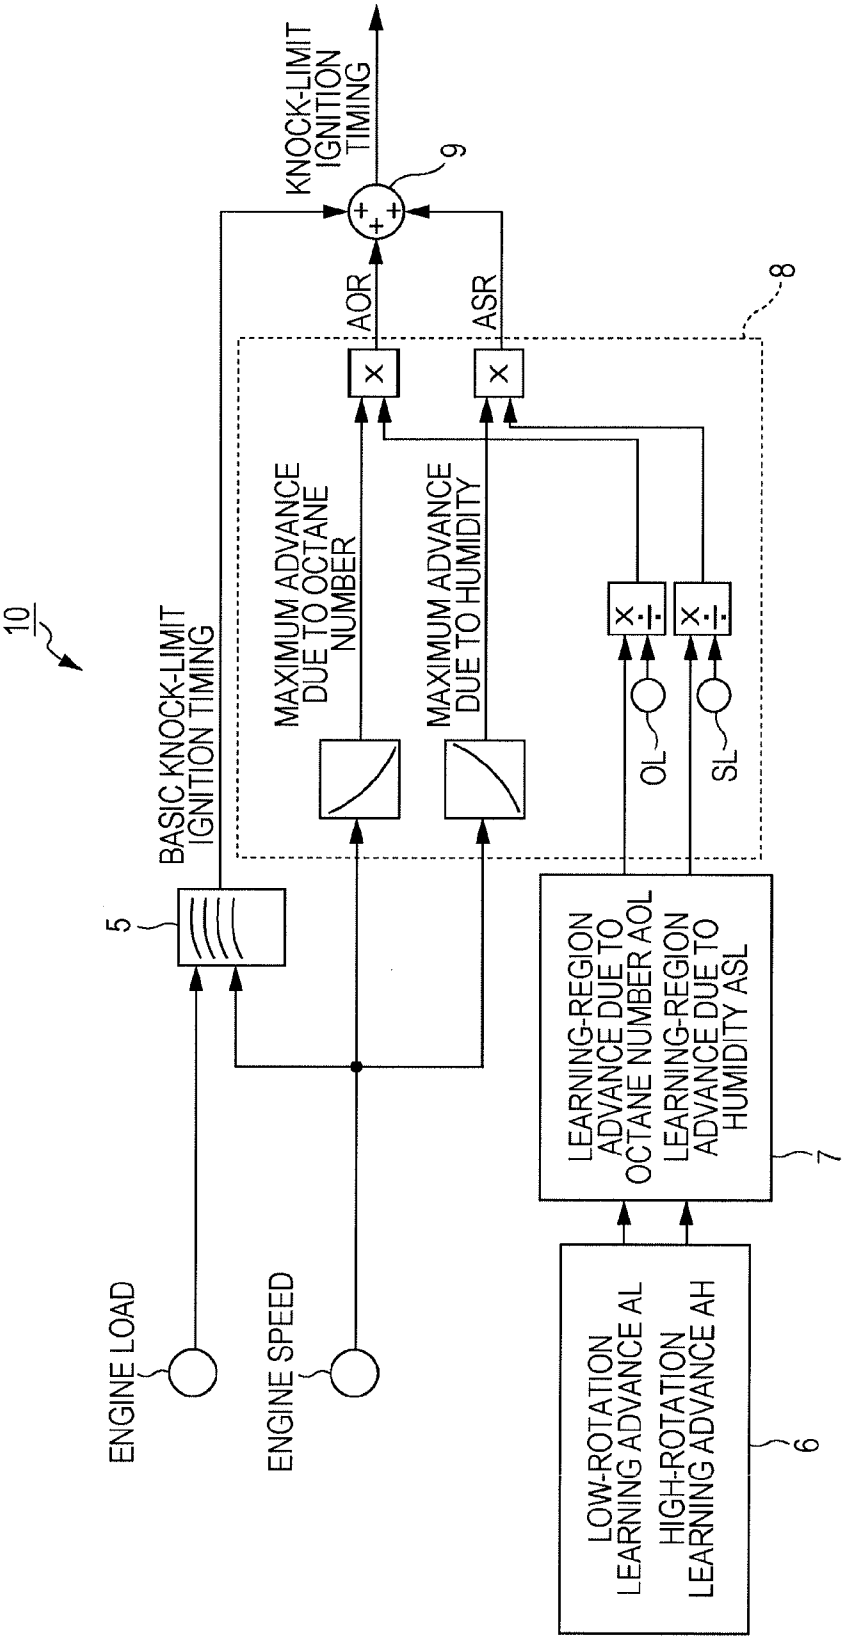 10
ENGINE LOAD
ENGINE SPEED
5
BASIC KNOCK-LIMIT
IGNITION TIMING
MAXIMUM ADVANCE
DUE TO OCTANE
NUMBER
MAXIMUM ADVANCE
DUE TO HUMIDITY
X
X
AOR
ASR
+
+
+
9
KNOCK-LIMIT
IGNITION
TIMING
8
LOW-ROTATION
LEARNING ADVANCE AL
HIGH-ROTATION
LEARNING ADVANCE AH
6
LEARNING-REGION
ADVANCE DUE TO
OCTANE NUMBER AOL
LEARNING-REGION
ADVANCE DUE TO
HUMIDITY ASL
7
OL
SL
X
÷
X
÷